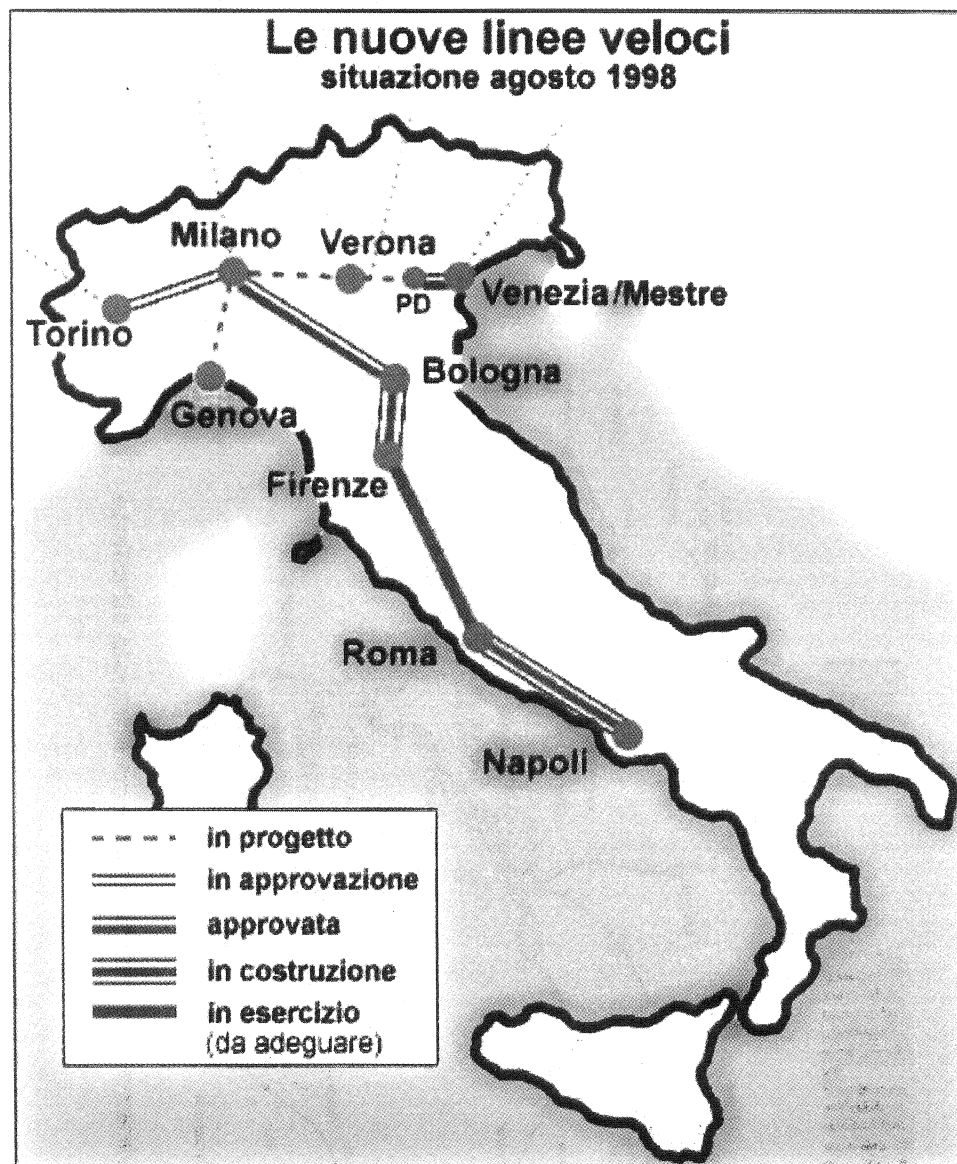 Le nuove linee veloci
situazione agosto 1998
Milano
Verona
PD
Venezia/Mestre
Torino
Bologna
Genova
Firenze
Roma
Napoli
in progetto
in approvazione
approvata
in costruzione
in esercizio
(da adeguare)